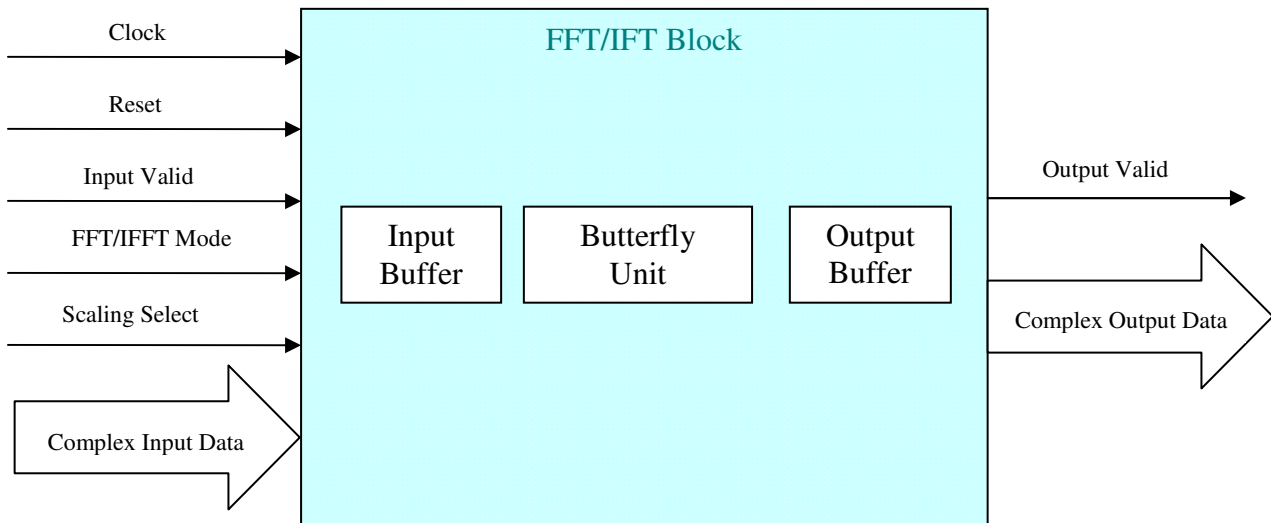 Clock
FFT/IFT Block
Reset
Input Valid
Output Valid
FFT/IFFT Mode
Input
Buffer
Butterfly
Unit
Output
Buffer
Scaling Select
Complex Output Data
Complex Input Data